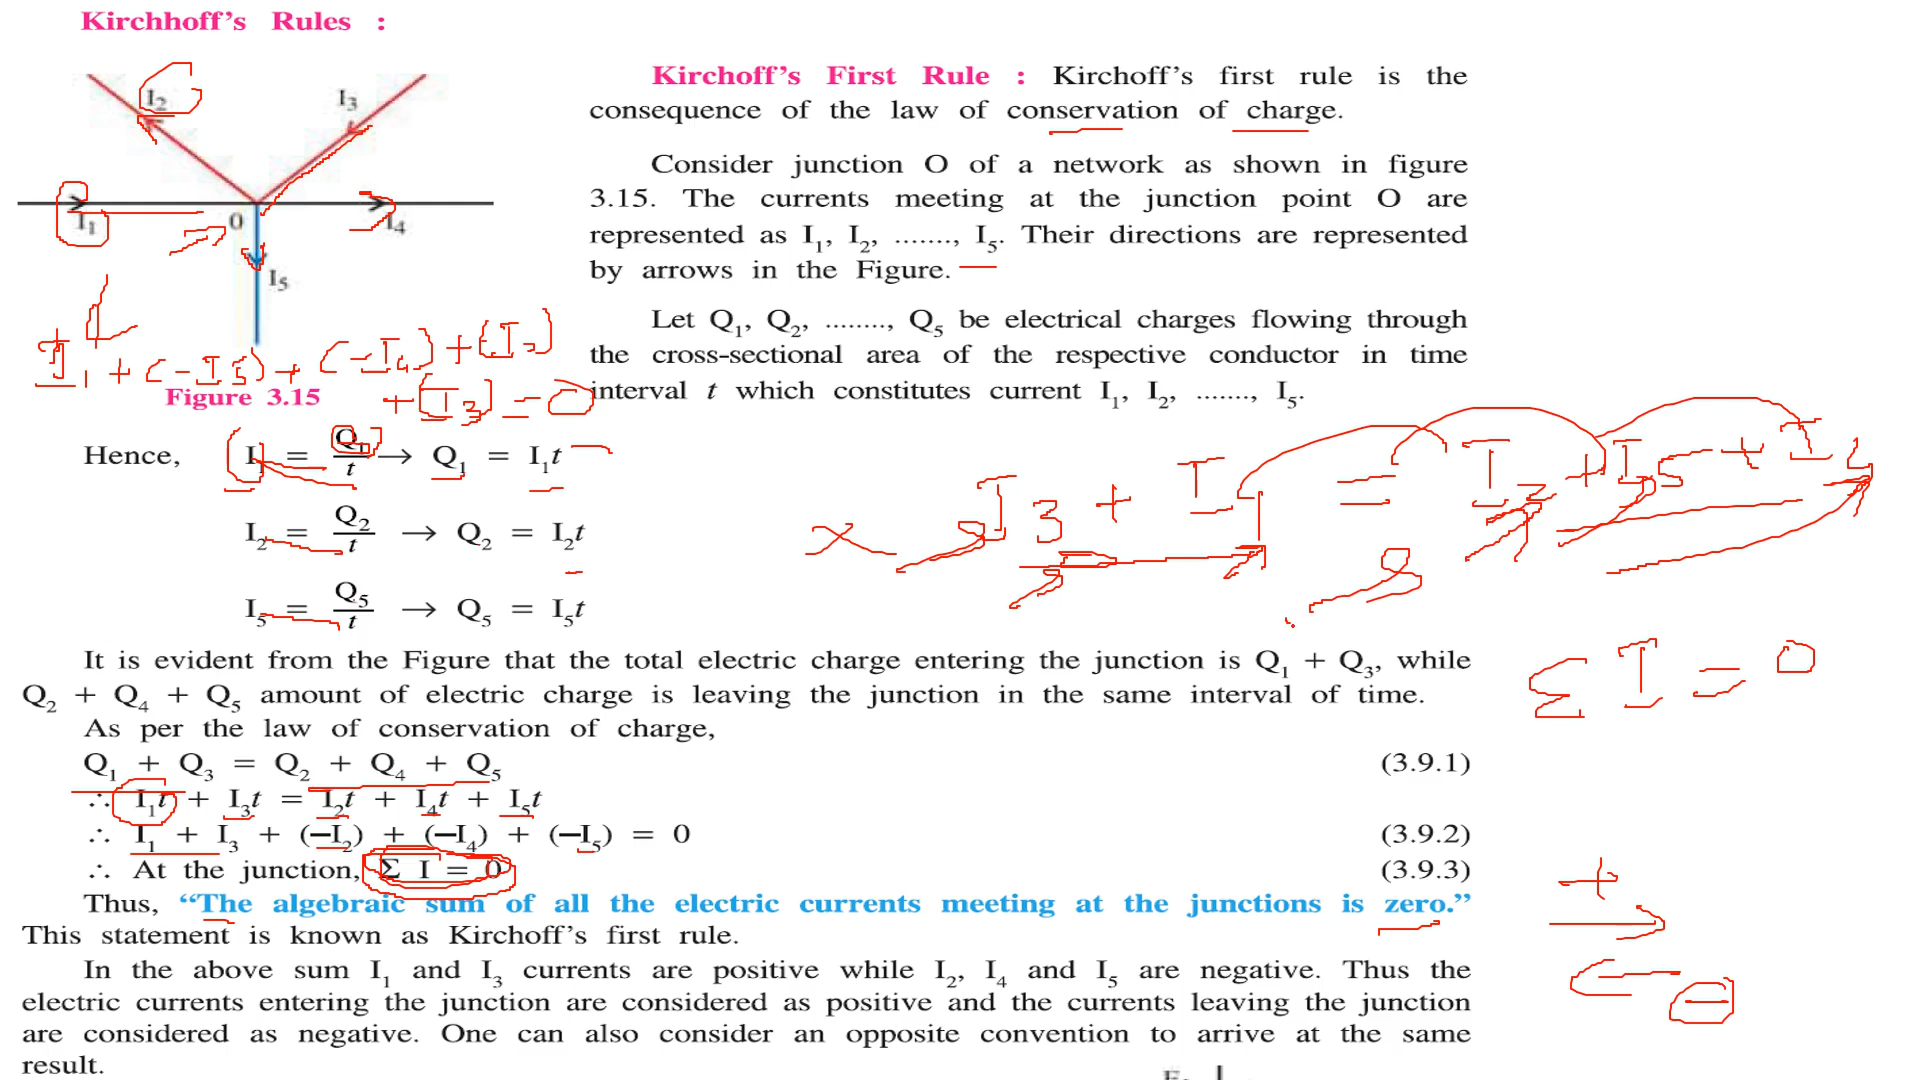 Kirchhoff's Rules :
I2
I3
I1
0
I4
I5
Figure 3.15
Kirchoff's First Rule : Kirchoff's first rule is the
consequence of the law of conservation of charge.
Consider junction O of a network as shown in figure
3.15. The currents meeting at the junction point O are
represented as I₁, I₂, ......., I₅. Their directions are represented
by arrows in the Figure.
Let Q₁, Q₂, ........, Q₅ be electrical charges flowing through
the cross-sectional area of the respective conductor in time
interval t which constitutes current I₁, I₂, ......., I₅.
I₁ + (-I5) + (-I4) + (I
+ (I3) = 0
Hence, I₁ = Q₁/t → Q₁ = I₁t
I₂ = Q₂/t → Q₂ = I₂t
I₅ = Q₅/t → Q₅ = I₅t
I3 + I1 = I2 + I5 + I4
Σ I = 0
It is evident from the Figure that the total electric charge entering the junction is Q₁ + Q₃, while
Q₂ + Q₄ + Q₅ amount of electric charge is leaving the junction in the same interval of time.
As per the law of conservation of charge,
Q₁ + Q₃ = Q₂ + Q₄ + Q₅ (3.9.1)
∴ I₁t + I₃t = I₂t + I₄t + I₅t
∴ I₁ + I₃ + (–I₂) + (–I₄) + (–I₅) = 0 (3.9.2)
∴ At the junction, Σ I = 0 (3.9.3)
Thus, “The algebraic sum of all the electric currents meeting at the junctions is zero.”
This statement is known as Kirchoff's first rule.
In the above sum I₁ and I₃ currents are positive while I₂, I₄ and I₅ are negative. Thus the
electric currents entering the junction are considered as positive and the currents leaving the junction
are considered as negative. One can also consider an opposite convention to arrive at the same
result.
+
→
← -